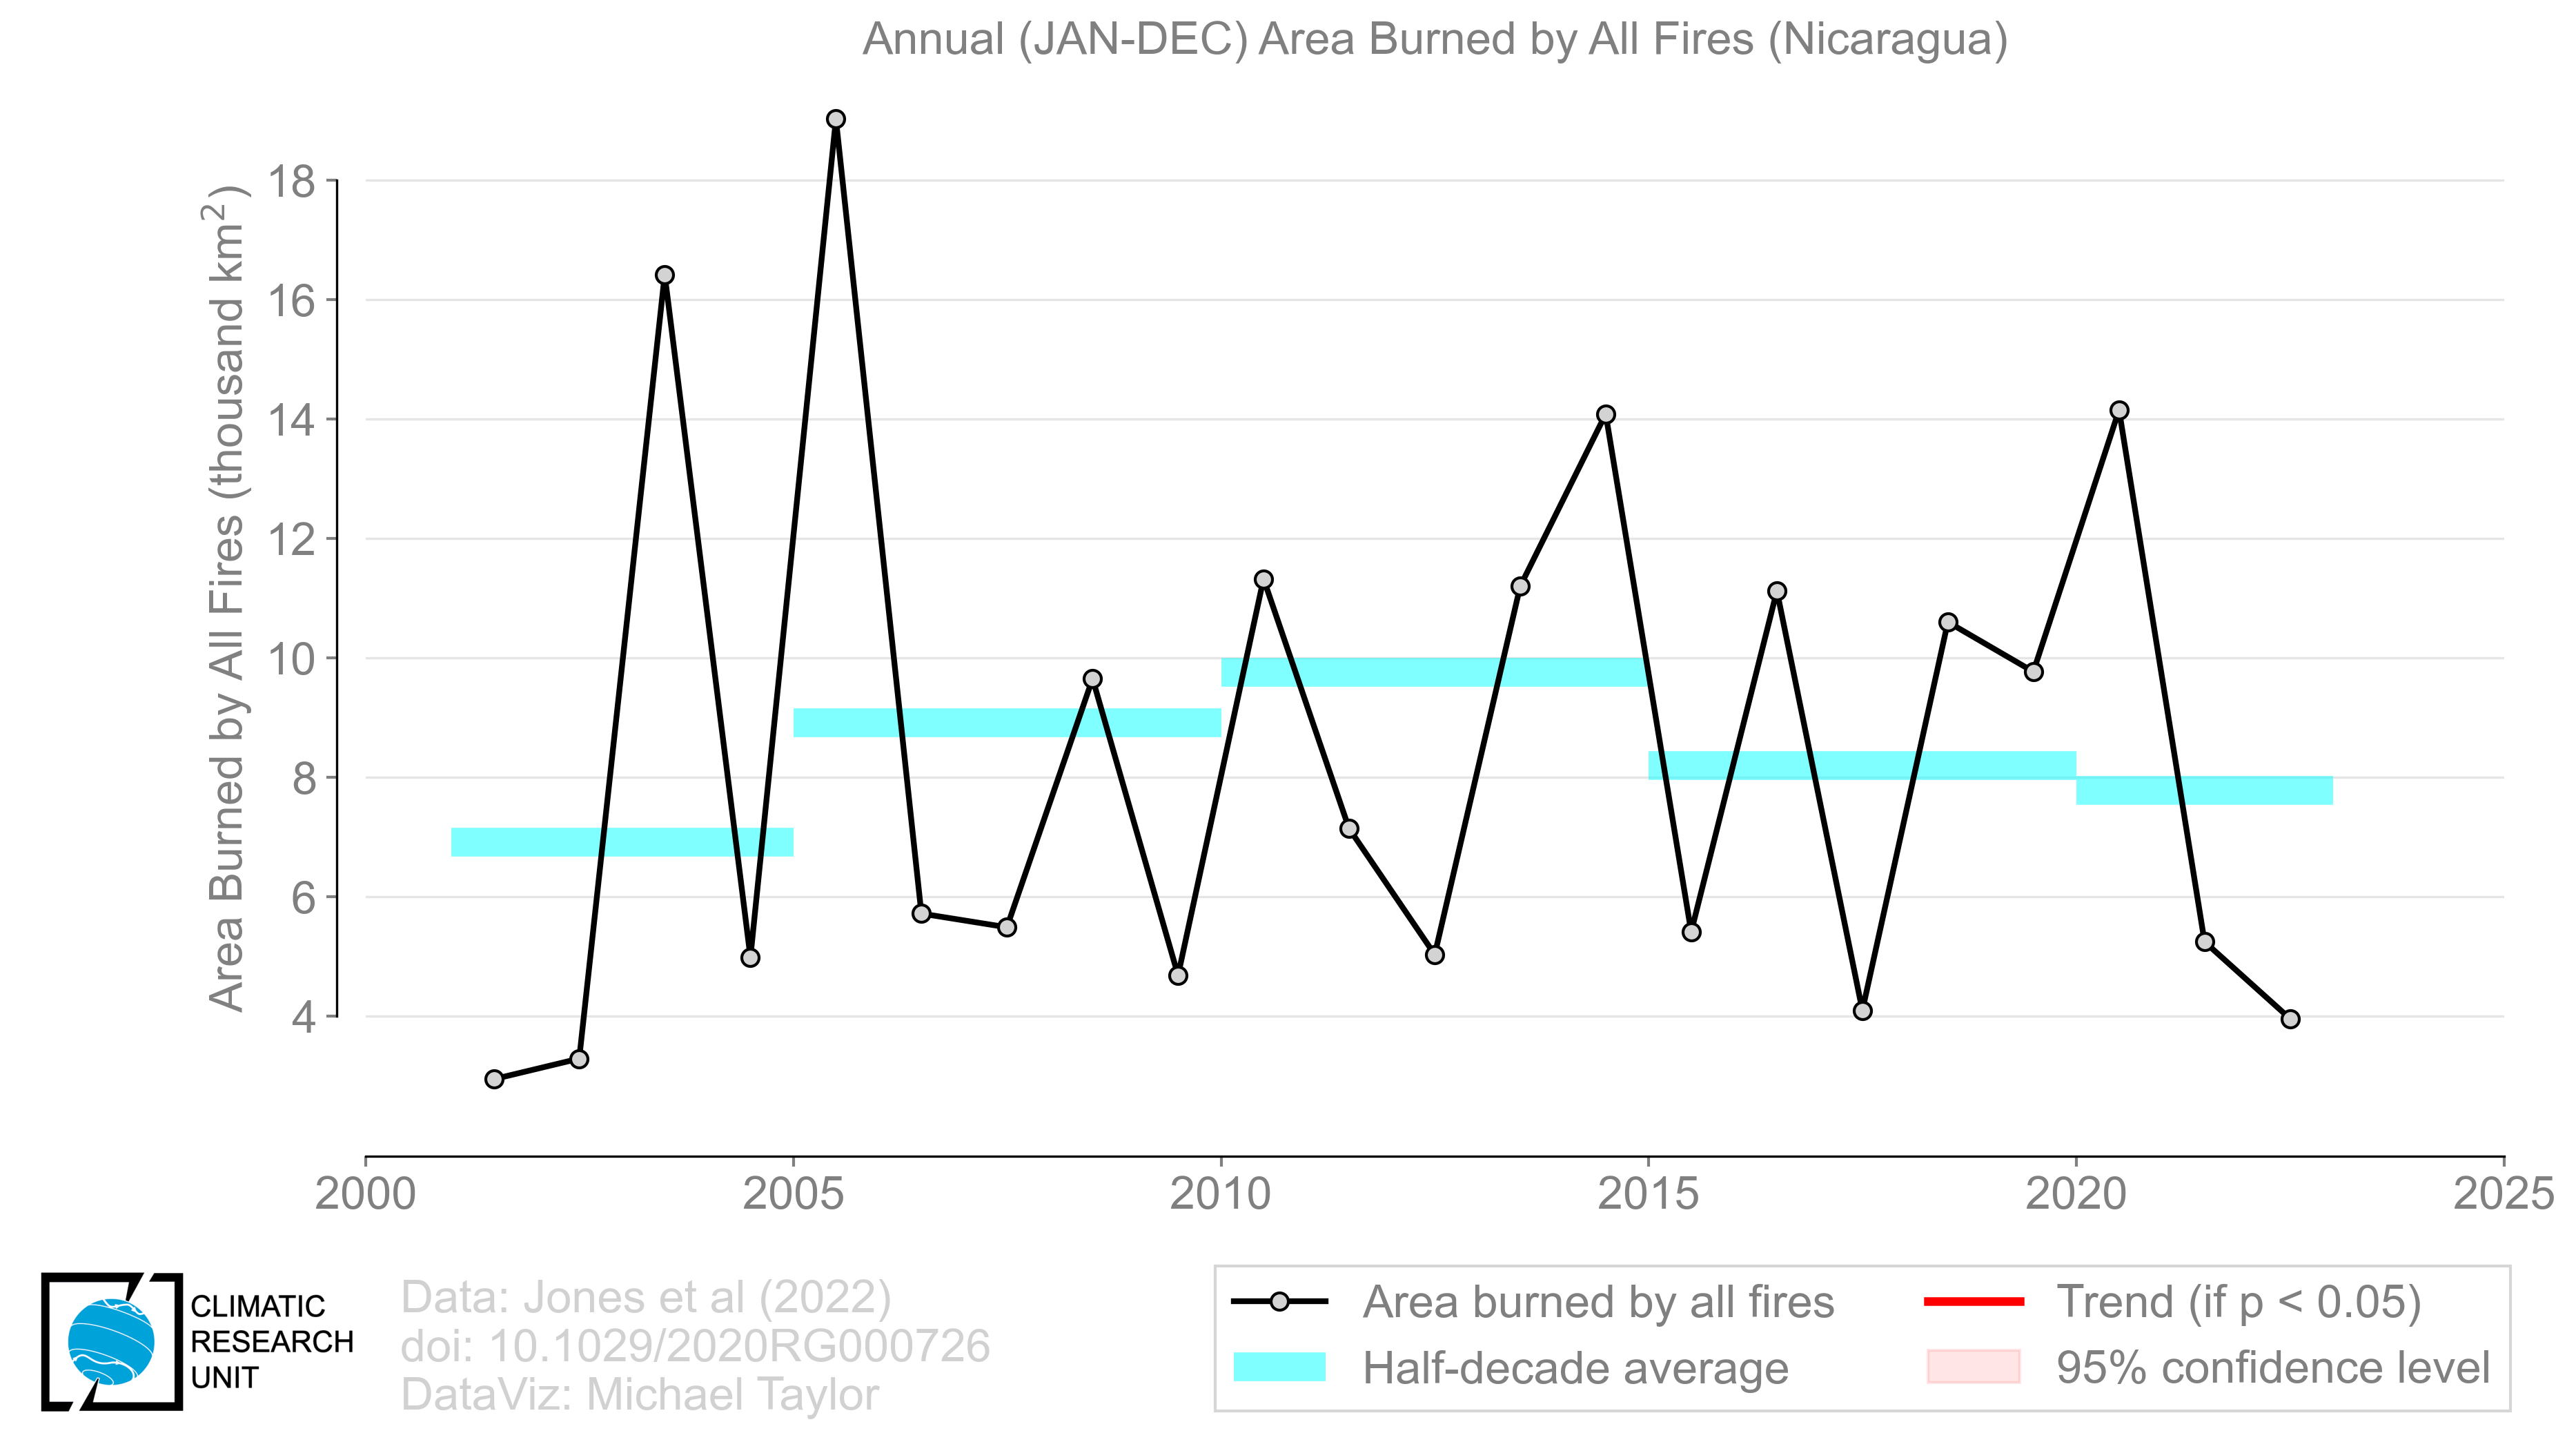 Annual (JAN-DEC) Area Burned by All Fires (Nicaragua)
Area Burned by All Fires (thousand km²)
18
16
14
12
10
8
6
4
2000 2005 2010 2015 2020 2025
CLIMATIC
RESEARCH
UNIT
Data: Jones et al (2022)
doi: 10.1029/2020RG000726
DataViz: Michael Taylor
Area burned by all fires
Half-decade average
Trend (if p < 0.05)
95% confidence level